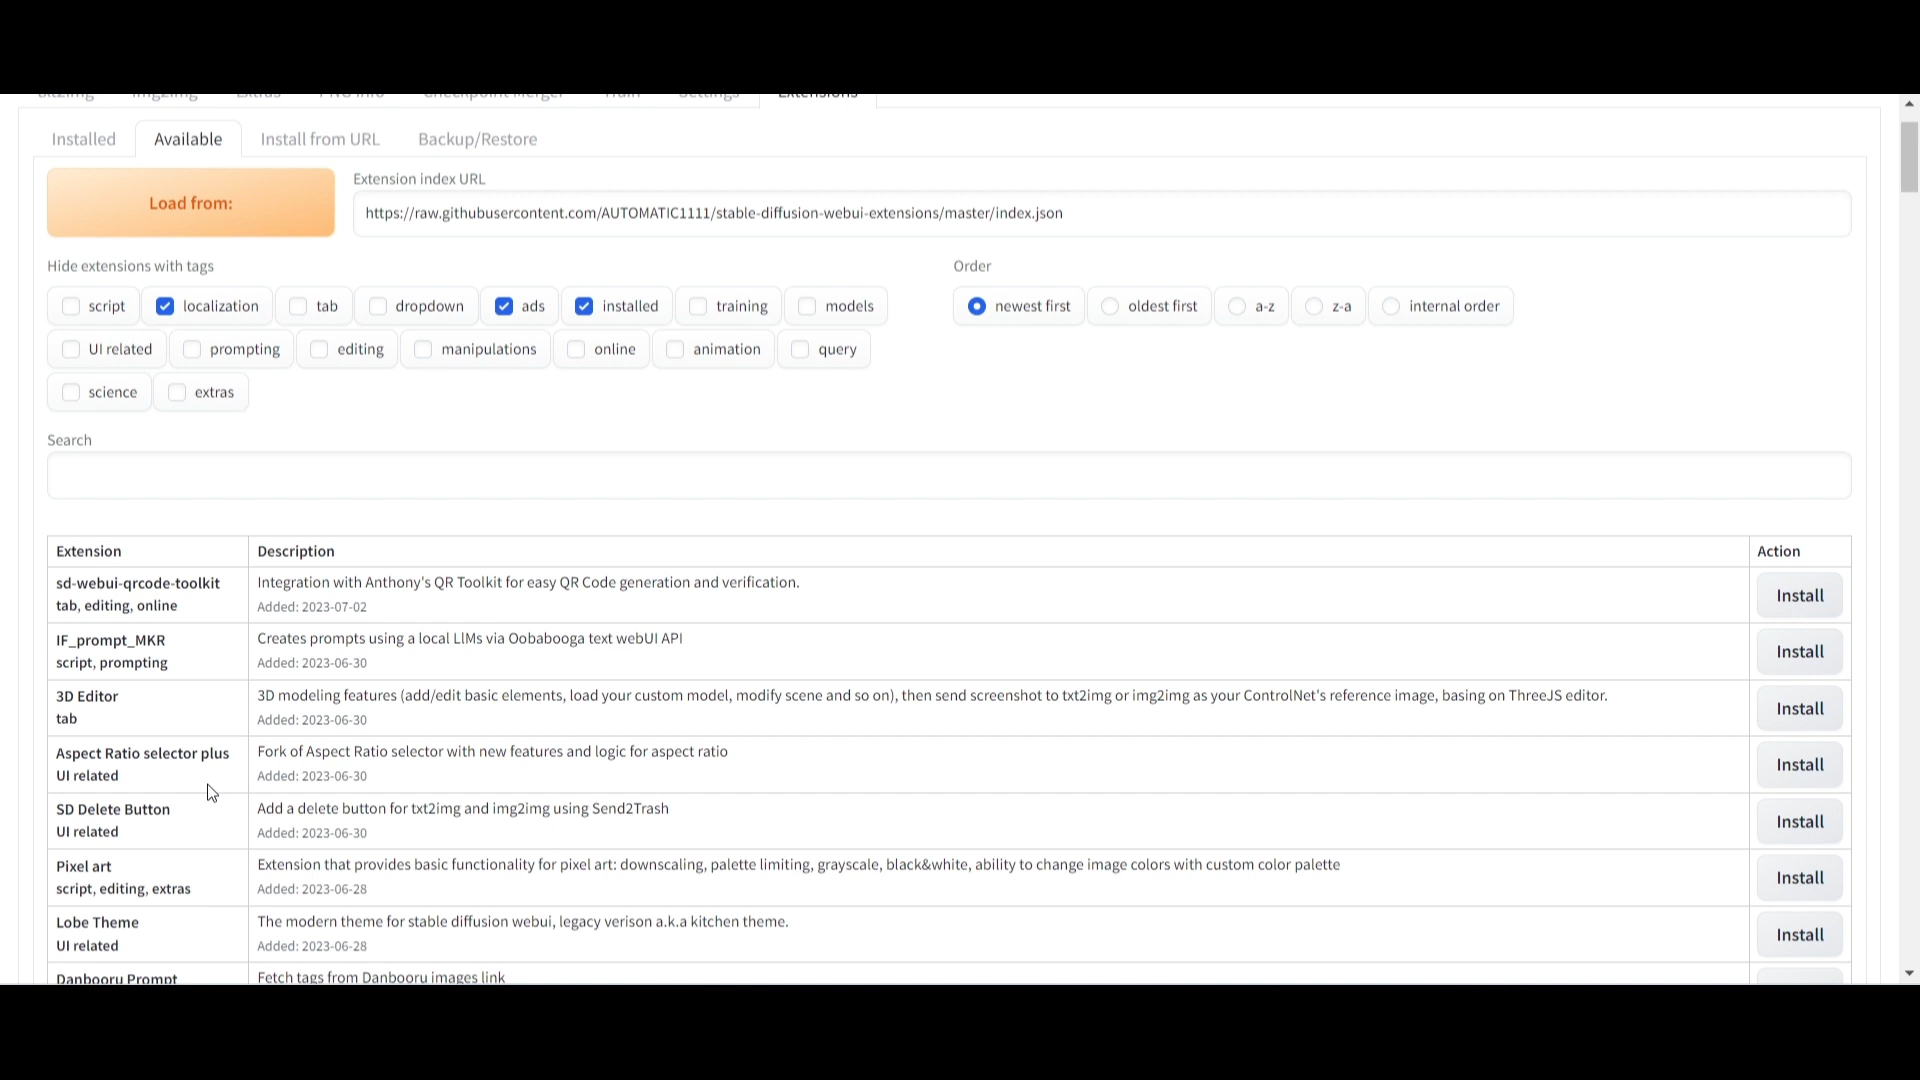 Extensions
Installed Available Install from URL Backup/Restore
Load from:
Extension index URL
https://raw.githubusercontent.com/AUTOMATIC1111/stable-diffusion-webui-extensions/master/index.json
Hide extensions with tags
Order
script localization tab dropdown ads installed training models
newest first oldest first a-z z-a internal order
UI related prompting editing manipulations online animation query
science extras
Search
Extension Description Action
sd-webui-qrcode-toolkit
tab, editing, online
Integration with Anthony's QR Toolkit for easy QR Code generation and verification.
Added: 2023-07-02
Install
IF_prompt_MKR
script, prompting
Creates prompts using a local LlMs via Oobabooga text webUI API
Added: 2023-06-30
Install
3D Editor
tab
3D modeling features (add/edit basic elements, load your custom model, modify scene and so on), then send screenshot to txt2img or img2img as your ControlNet's reference image, basing on ThreeJS editor.
Added: 2023-06-30
Install
Aspect Ratio selector plus
UI related
Fork of Aspect Ratio selector with new features and logic for aspect ratio
Added: 2023-06-30
Install
SD Delete Button
UI related
Add a delete button for txt2img and img2img using Send2Trash
Added: 2023-06-30
Install
Pixel art
script, editing, extras
Extension that provides basic functionality for pixel art: downscaling, palette limiting, grayscale, black&white, ability to change image colors with custom color palette
Added: 2023-06-28
Install
Lobe Theme
UI related
The modern theme for stable diffusion webui, legacy verison a.k.a kitchen theme.
Added: 2023-06-28
Install
Danbooru Prompt
Fetch tags from Danbooru images link